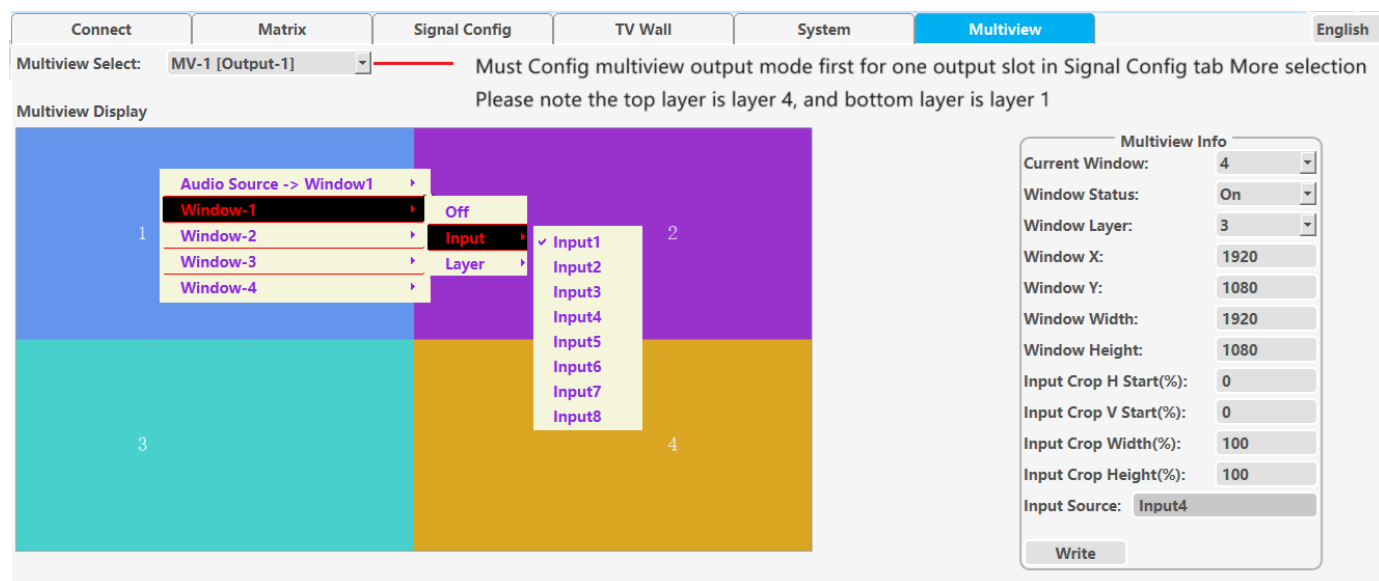 Connect Matrix Signal Config TV Wall System Multiview English
Multiview Select: MV-1 [Output-1] Must Config multiview output mode first for one output slot in Signal Config tab More selection
Please note the top layer is layer 4, and bottom layer is layer 1
Multiview Display
Audio Source -> Window1
Window-1
Window-2
Window-3
Window-4
Off
Input
Layer
Input1
Input2
Input3
Input4
Input5
Input6
Input7
Input8
1
2
3
4
Multiview Info
Current Window: 4
Window Status: On
Window Layer: 3
Window X: 1920
Window Y: 1080
Window Width: 1920
Window Height: 1080
Input Crop H Start(%): 0
Input Crop V Start(%): 0
Input Crop Width(%): 100
Input Crop Height(%): 100
Input Source: Input4
Write